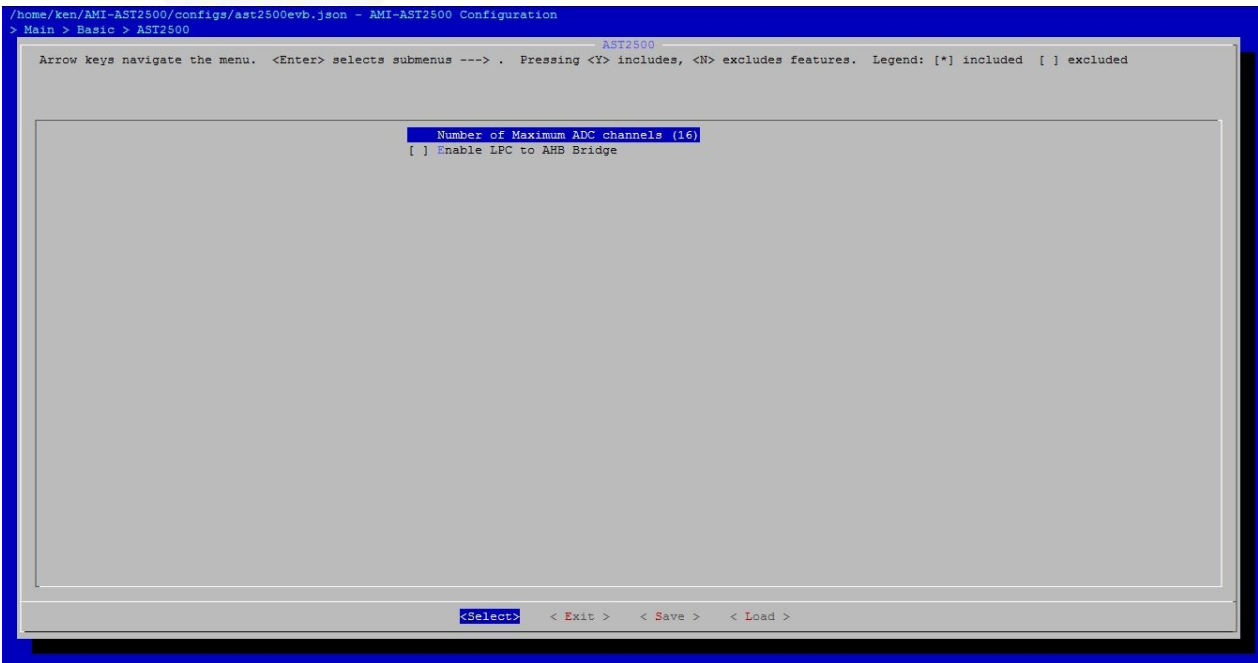 /home/ken/AMI-AST2500/configs/ast2500evb.json - AMI-AST2500 Configuration
> Main > Basic > AST2500
AST2500
Arrow keys navigate the menu.  <Enter> selects submenus ---> .  Pressing <Y> includes, <N> excludes features.  Legend: [*] included  [ ] excluded
Number of Maximum ADC channels (16)
[ ] Enable LPC to AHB Bridge
<Select>    < Exit >    < Save >    < Load >